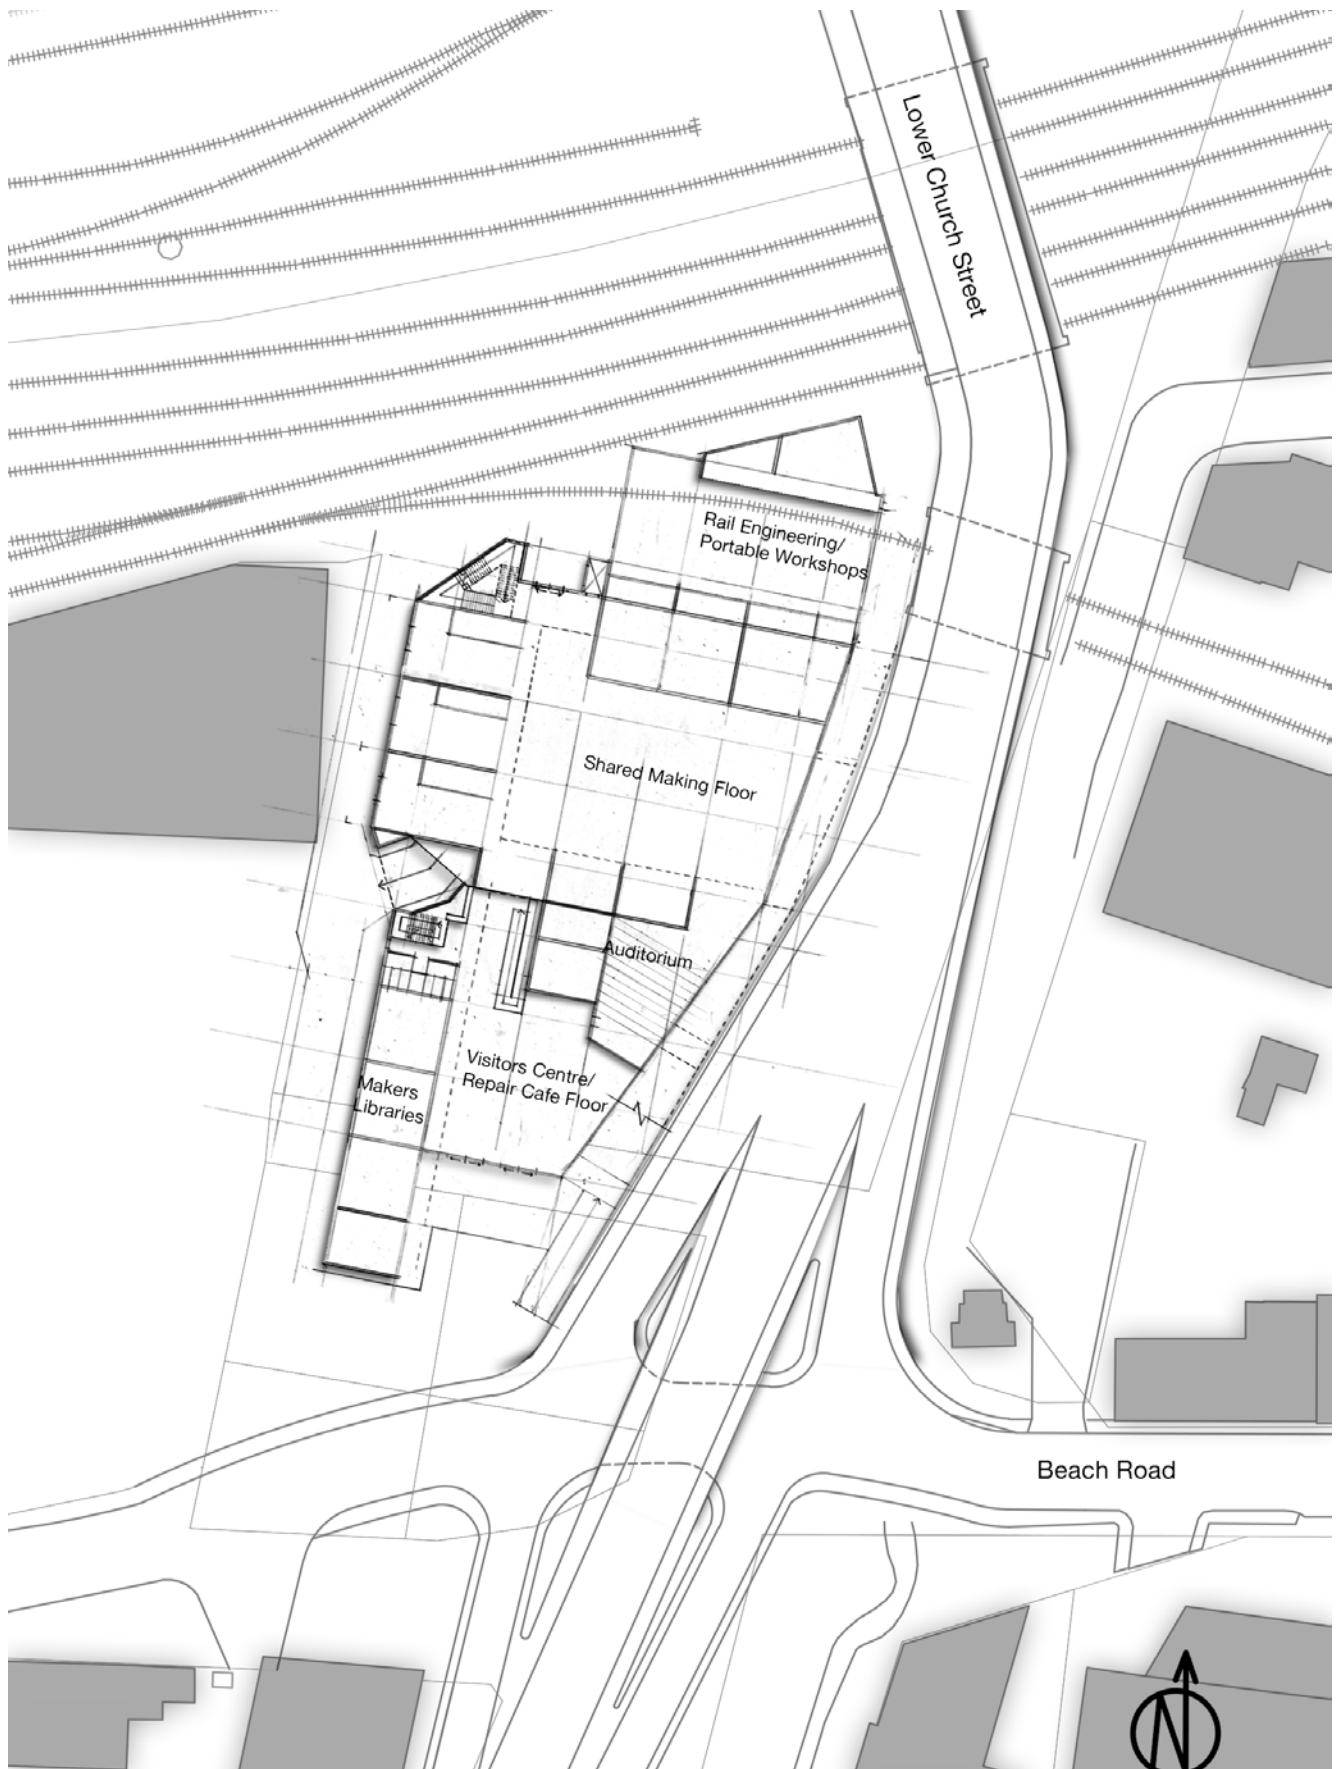 Lower Church Street
Rail Engineering/
Portable Workshops
Shared Making Floor
Auditorium
Visitors Centre/
Repair Cafe Floor
Makers
Libraries
Beach Road
N